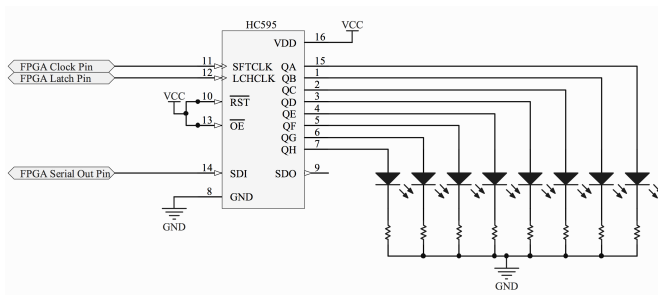 HC595
VCC
16
VDD
FPGA Clock Pin
11
SFTCLK
QA
15
FPGA Latch Pin
12
LCHCLK
QB
1
QC
2
VCC
10
RST
QD
3
QE
4
13
OE
QF
5
QG
6
QH
7
FPGA Serial Out Pin
14
SDI
SDO
9
8
GND
GND
GND